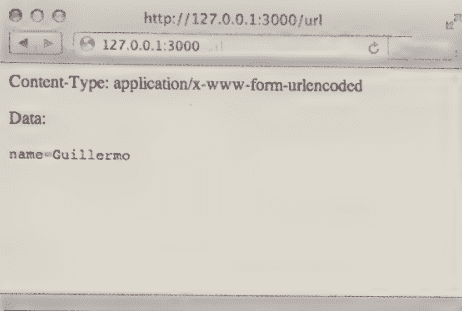 http://127.0.0.1:3000/url
127.0.0.1:3000
Content-Type: application/x-www-form-urlencoded
Data:
name=Guillermo